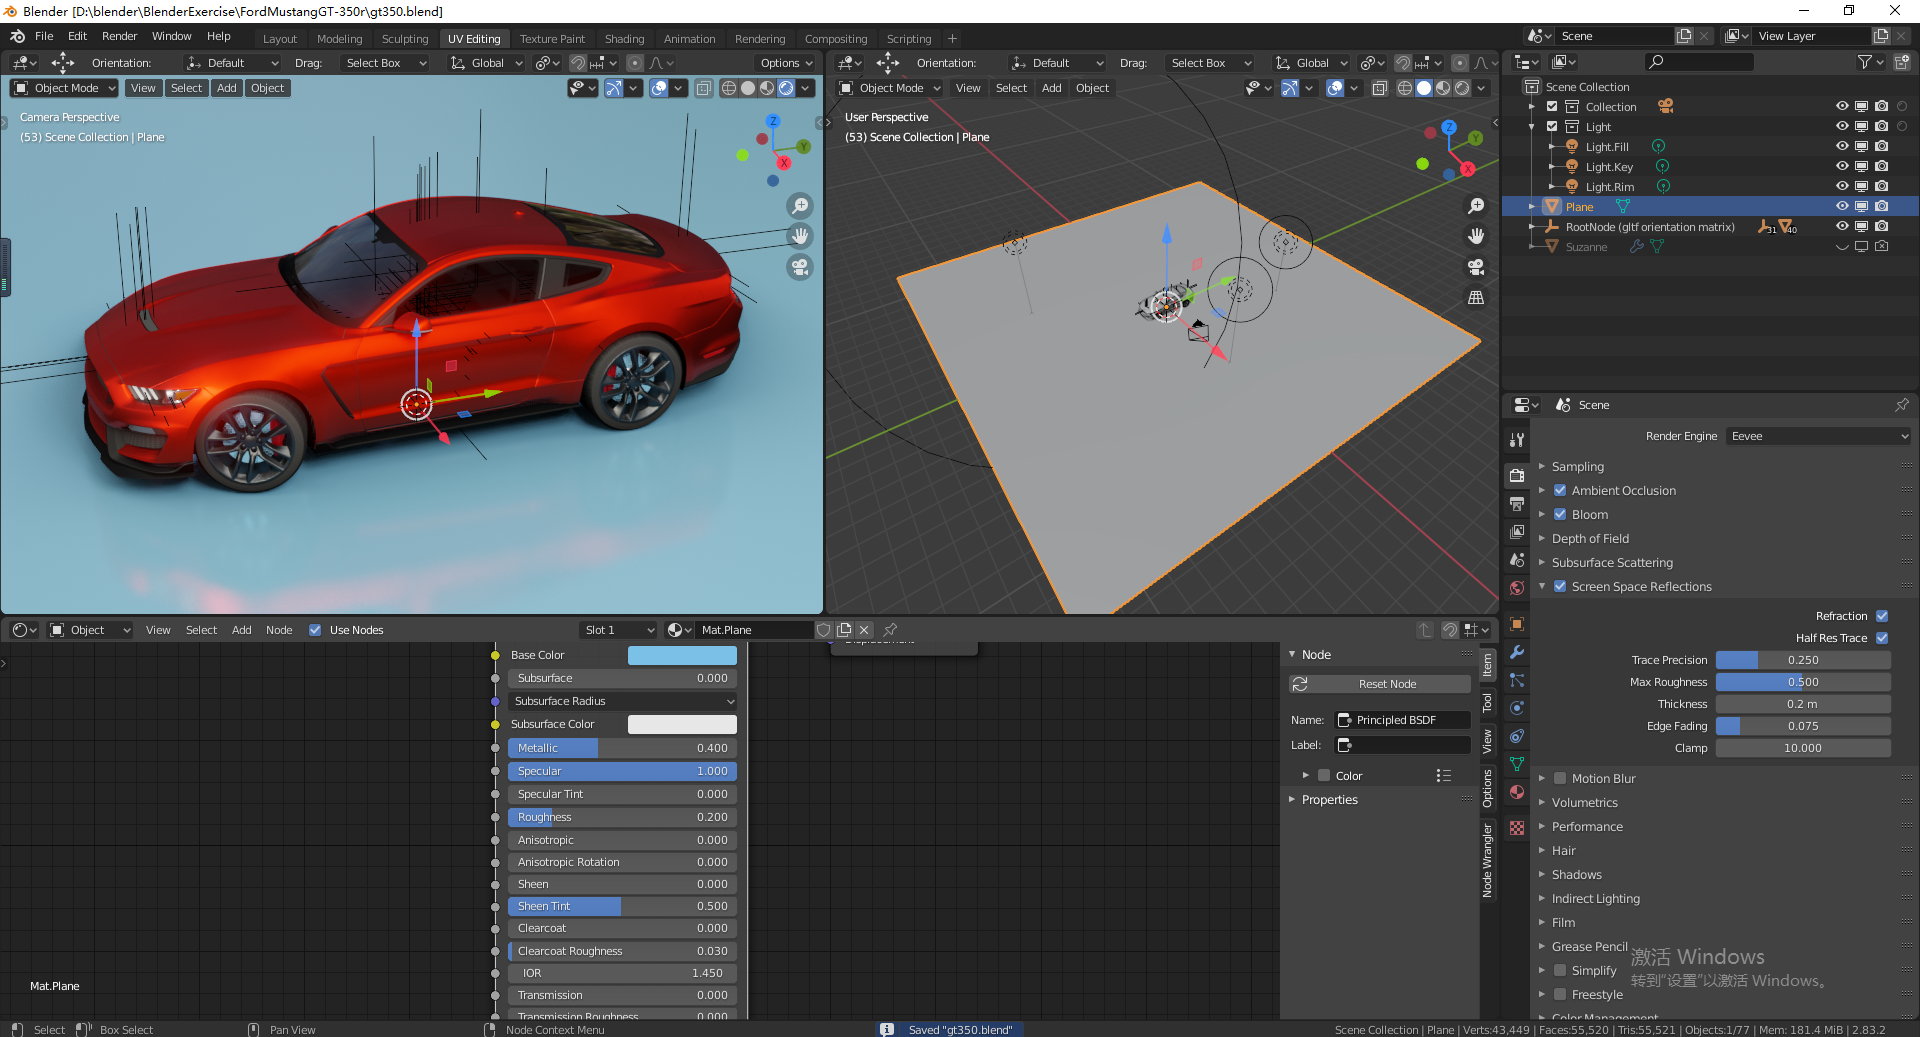 Blender [D:\blender\BlenderExercise\FordMustangGT-350r\gt350.blend]
File Edit Render Window Help Layout Modeling Sculpting UV Editing Texture Paint Shading Animation Rendering Compositing Scripting + Scene View Layer
Orientation: Default Drag: Select Box Global Options
Object Mode View Select Add Object
Camera Perspective
(53) Scene Collection | Plane
Z
Y
X
Orientation: Default Drag: Select Box Global
Object Mode View Select Add Object
User Perspective
(53) Scene Collection | Plane
Z
Y
X
Scene Collection
Collection
Light
Light.Fill
Light.Key
Light.Rim
Plane
RootNode (gltf orientation matrix) 31 40
Suzanne
Scene
Render Engine Eevee
Sampling
Ambient Occlusion
Bloom
Depth of Field
Subsurface Scattering
Screen Space Reflections
Refraction
Half Res Trace
Trace Precision 0.250
Max Roughness 0.500
Thickness 0.2 m
Edge Fading 0.075
Clamp 10.000
Motion Blur
Volumetrics
Performance
Hair
Shadows
Indirect Lighting
Film
Grease Pencil
Simplify
Freestyle
Color Management
激活 Windows
转到"设置"以激活 Windows。
Object View Select Add Node Use Nodes Slot 1 Mat.Plane
Displacement
Base Color
Subsurface 0.000
Subsurface Radius
Subsurface Color
Metallic 0.400
Specular 1.000
Specular Tint 0.000
Roughness 0.200
Anisotropic 0.000
Anisotropic Rotation 0.000
Sheen 0.000
Sheen Tint 0.500
Clearcoat 0.000
Clearcoat Roughness 0.030
IOR 1.450
Transmission 0.000
Transmission Roughness 0.000
Mat.Plane
Node
Reset Node
Name: Principled BSDF
Label:
Color
Properties
Item
Tool
View
Options
Node Wrangler
Select Box Select Pan View Node Context Menu Saved "gt350.blend" Scene Collection | Plane | Verts:43,449 | Faces:55,520 | Tris:55,521 | Objects:1/77 | Mem: 181.4 MiB | 2.83.2